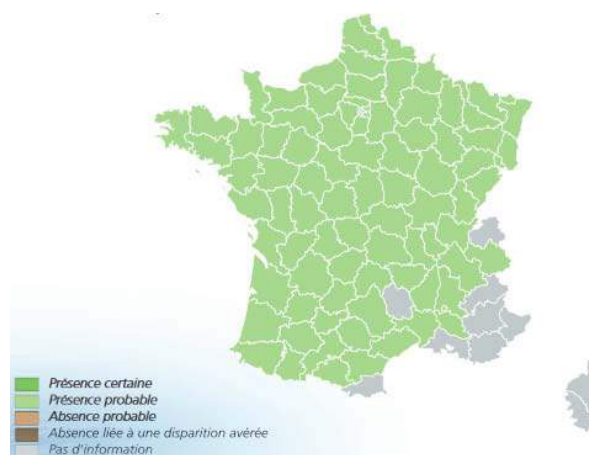 Présence certaine
Présence probable
Absence probable
Absence liée à une disparition avérée
Pas d'information